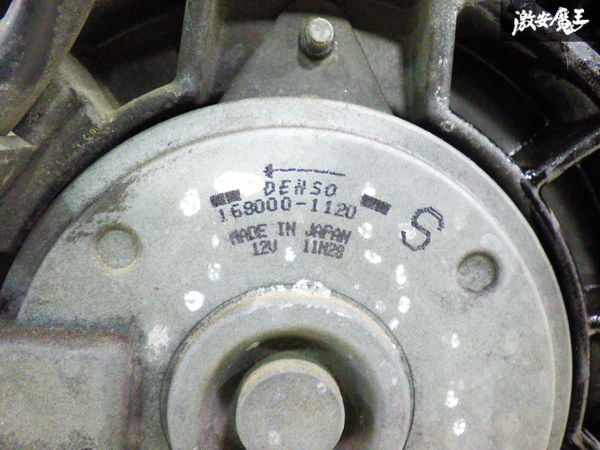 激安魔王
DENSO
168000-1120
MADE IN JAPAN
12V 11N28
S